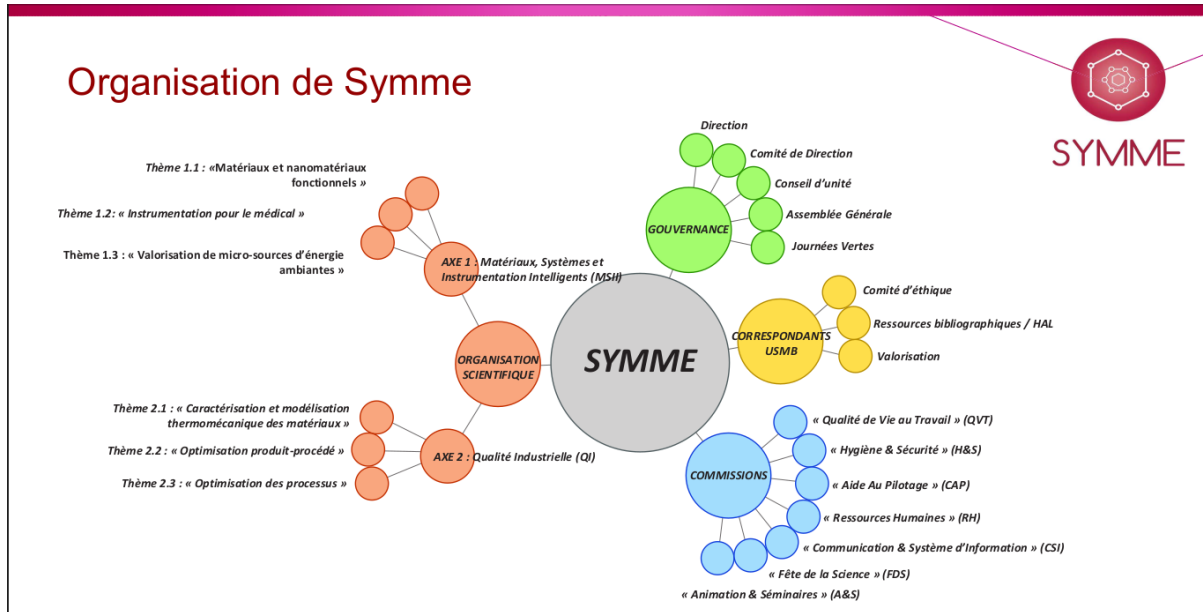 Organisation de Symme
SYMME
Thème 1.1 : «Matériaux et nanomatériaux
fonctionnels »
Thème 1.2: « Instrumentation pour le médical »
Thème 1.3 : « Valorisation de micro-sources d’énergie
ambiantes »
AXE 1 : Matériaux, Systèmes et
Instrumentation Intelligents (MSII)
ORGANISATION
SCIENTIFIQUE
Thème 2.1 : « Caractérisation et modélisation
thermomécanique des matériaux »
Thème 2.2 : « Optimisation produit-procédé »
Thème 2.3 : « Optimisation des processus »
AXE 2 : Qualité Industrielle (QI)
SYMME
Direction
Comité de Direction
Conseil d’unité
Assemblée Générale
Journées Vertes
GOUVERNANCE
Comité d’éthique
Ressources bibliographiques / HAL
Valorisation
CORRESPONDANTS
USMB
« Qualité de Vie au Travail » (QVT)
« Hygiène & Sécurité » (H&S)
« Aide Au Pilotage » (CAP)
« Ressources Humaines » (RH)
« Communication & Système d’Information » (CSI)
« Fête de la Science » (FDS)
« Animation & Séminaires » (A&S)
COMMISSIONS